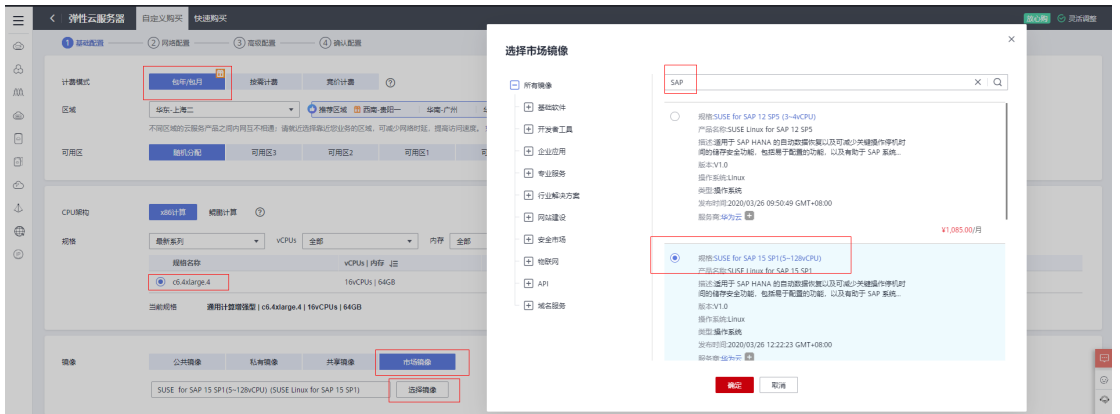 弹性云服务器 自定义购买 快速购买
放心购 灵活调整
1 基础配置 2 网络配置 3 高级配置 4 确认配置
计费模式 包年/包月 按需计费 竞价计费
区域 华东-上海二 推荐区域 西南-贵阳一 华南-广州
不同区域的云服务产品之间内网互不相通；请就近选择靠近您业务的区域，可减少网络时延，提高访问速度。
可用区 随机分配 可用区3 可用区2 可用区1
CPU架构 x86计算 鲲鹏计算
规格 最新系列 vCPUs 全部 内存 全部
规格名称 vCPUs | 内存
c6.4xlarge.4 16vCPUs | 64GB
当前规格 通用计算增强型 | c6.4xlarge.4 | 16vCPUs | 64GB
镜像 公共镜像 私有镜像 共享镜像 市场镜像
SUSE for SAP 15 SP1(5~128vCPU) (SUSE Linux for SAP 15 SP1) 选择镜像
选择市场镜像
所有镜像
基础软件
开发者工具
企业应用
专业服务
行业解决方案
网站建设
安全市场
物联网
API
域名服务
SAP
规格:SUSE for SAP 12 SP5 (3~4vCPU)
产品名称:SUSE Linux for SAP 12 SP5
描述:适用于 SAP HANA 的自动数据恢复以及可减少关键操作停机时
间的储存安全功能，包括易于配置的功能，以及有助于 SAP 系统...
版本:V1.0
操作系统:Linux
类型:操作系统
发布时间:2020/03/26 09:50:49 GMT+08:00
服务商:华为云
¥1,085.00/月
规格:SUSE for SAP 15 SP1(5~128vCPU)
产品名称:SUSE Linux for SAP 15 SP1
描述:适用于 SAP HANA 的自动数据恢复以及可减少关键操作停机时
间的储存安全功能，包括易于配置的功能，以及有助于 SAP 系统...
版本:V1.0
操作系统:Linux
类型:操作系统
发布时间:2020/03/26 12:22:23 GMT+08:00
服务商:华为云
确定 取消